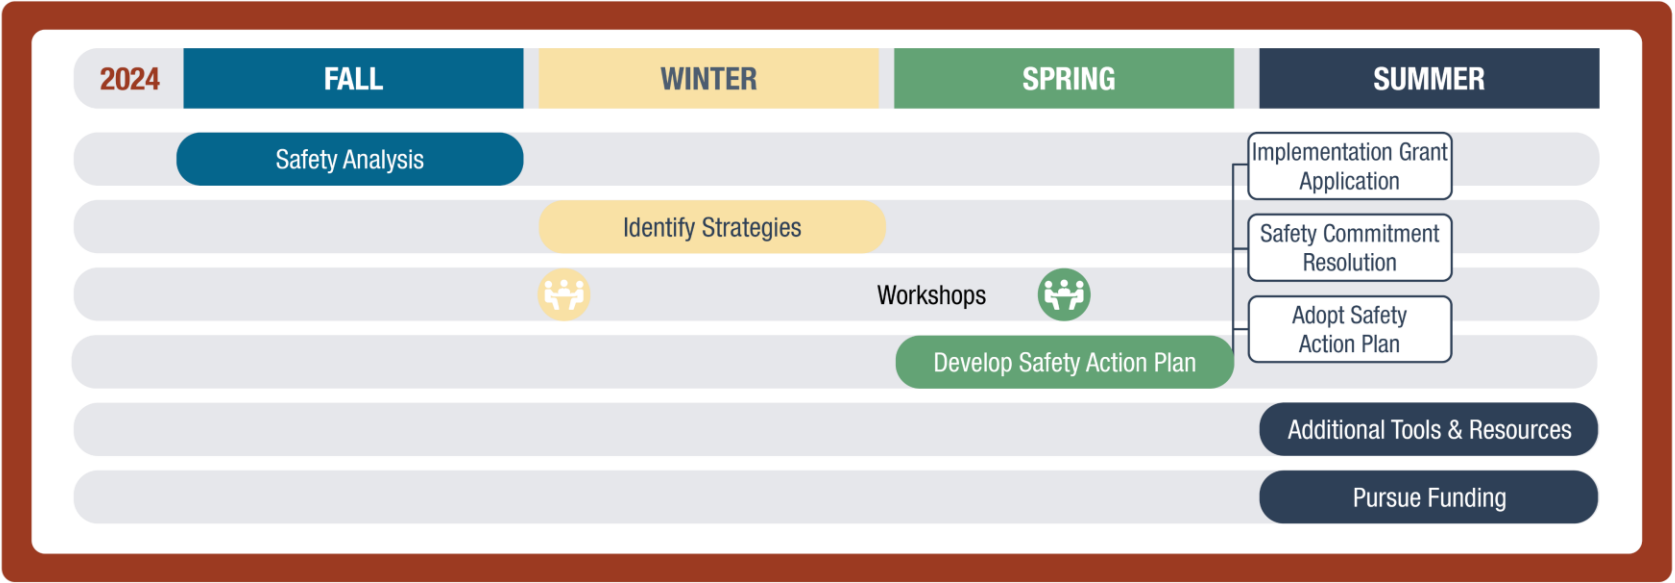 2024 FALL WINTER SPRING SUMMER
Safety Analysis
Implementation Grant
Application
Identify Strategies
Safety Commitment
Resolution
Workshops
Adopt Safety
Action Plan
Develop Safety Action Plan
Additional Tools & Resources
Pursue Funding